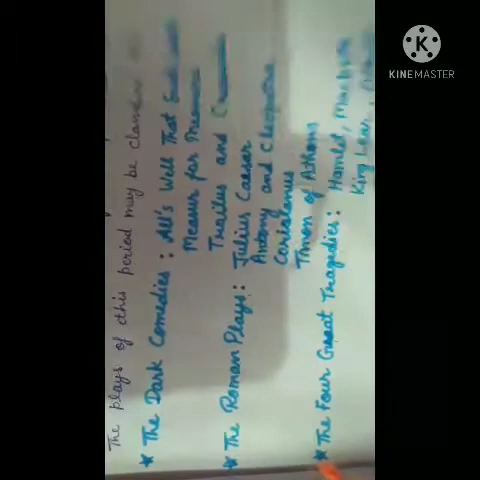 The plays of this period may be
* The Dark Comedies : All's Well That
Measure for Measure
Troilus and
* The Roman Plays : Julius Caesar
Antony and Cleopatra
Coriolanus
Timon of Athens
* The Four Great Tragedies : Hamlet, Macbeth
King Lear,
KINEMASTER